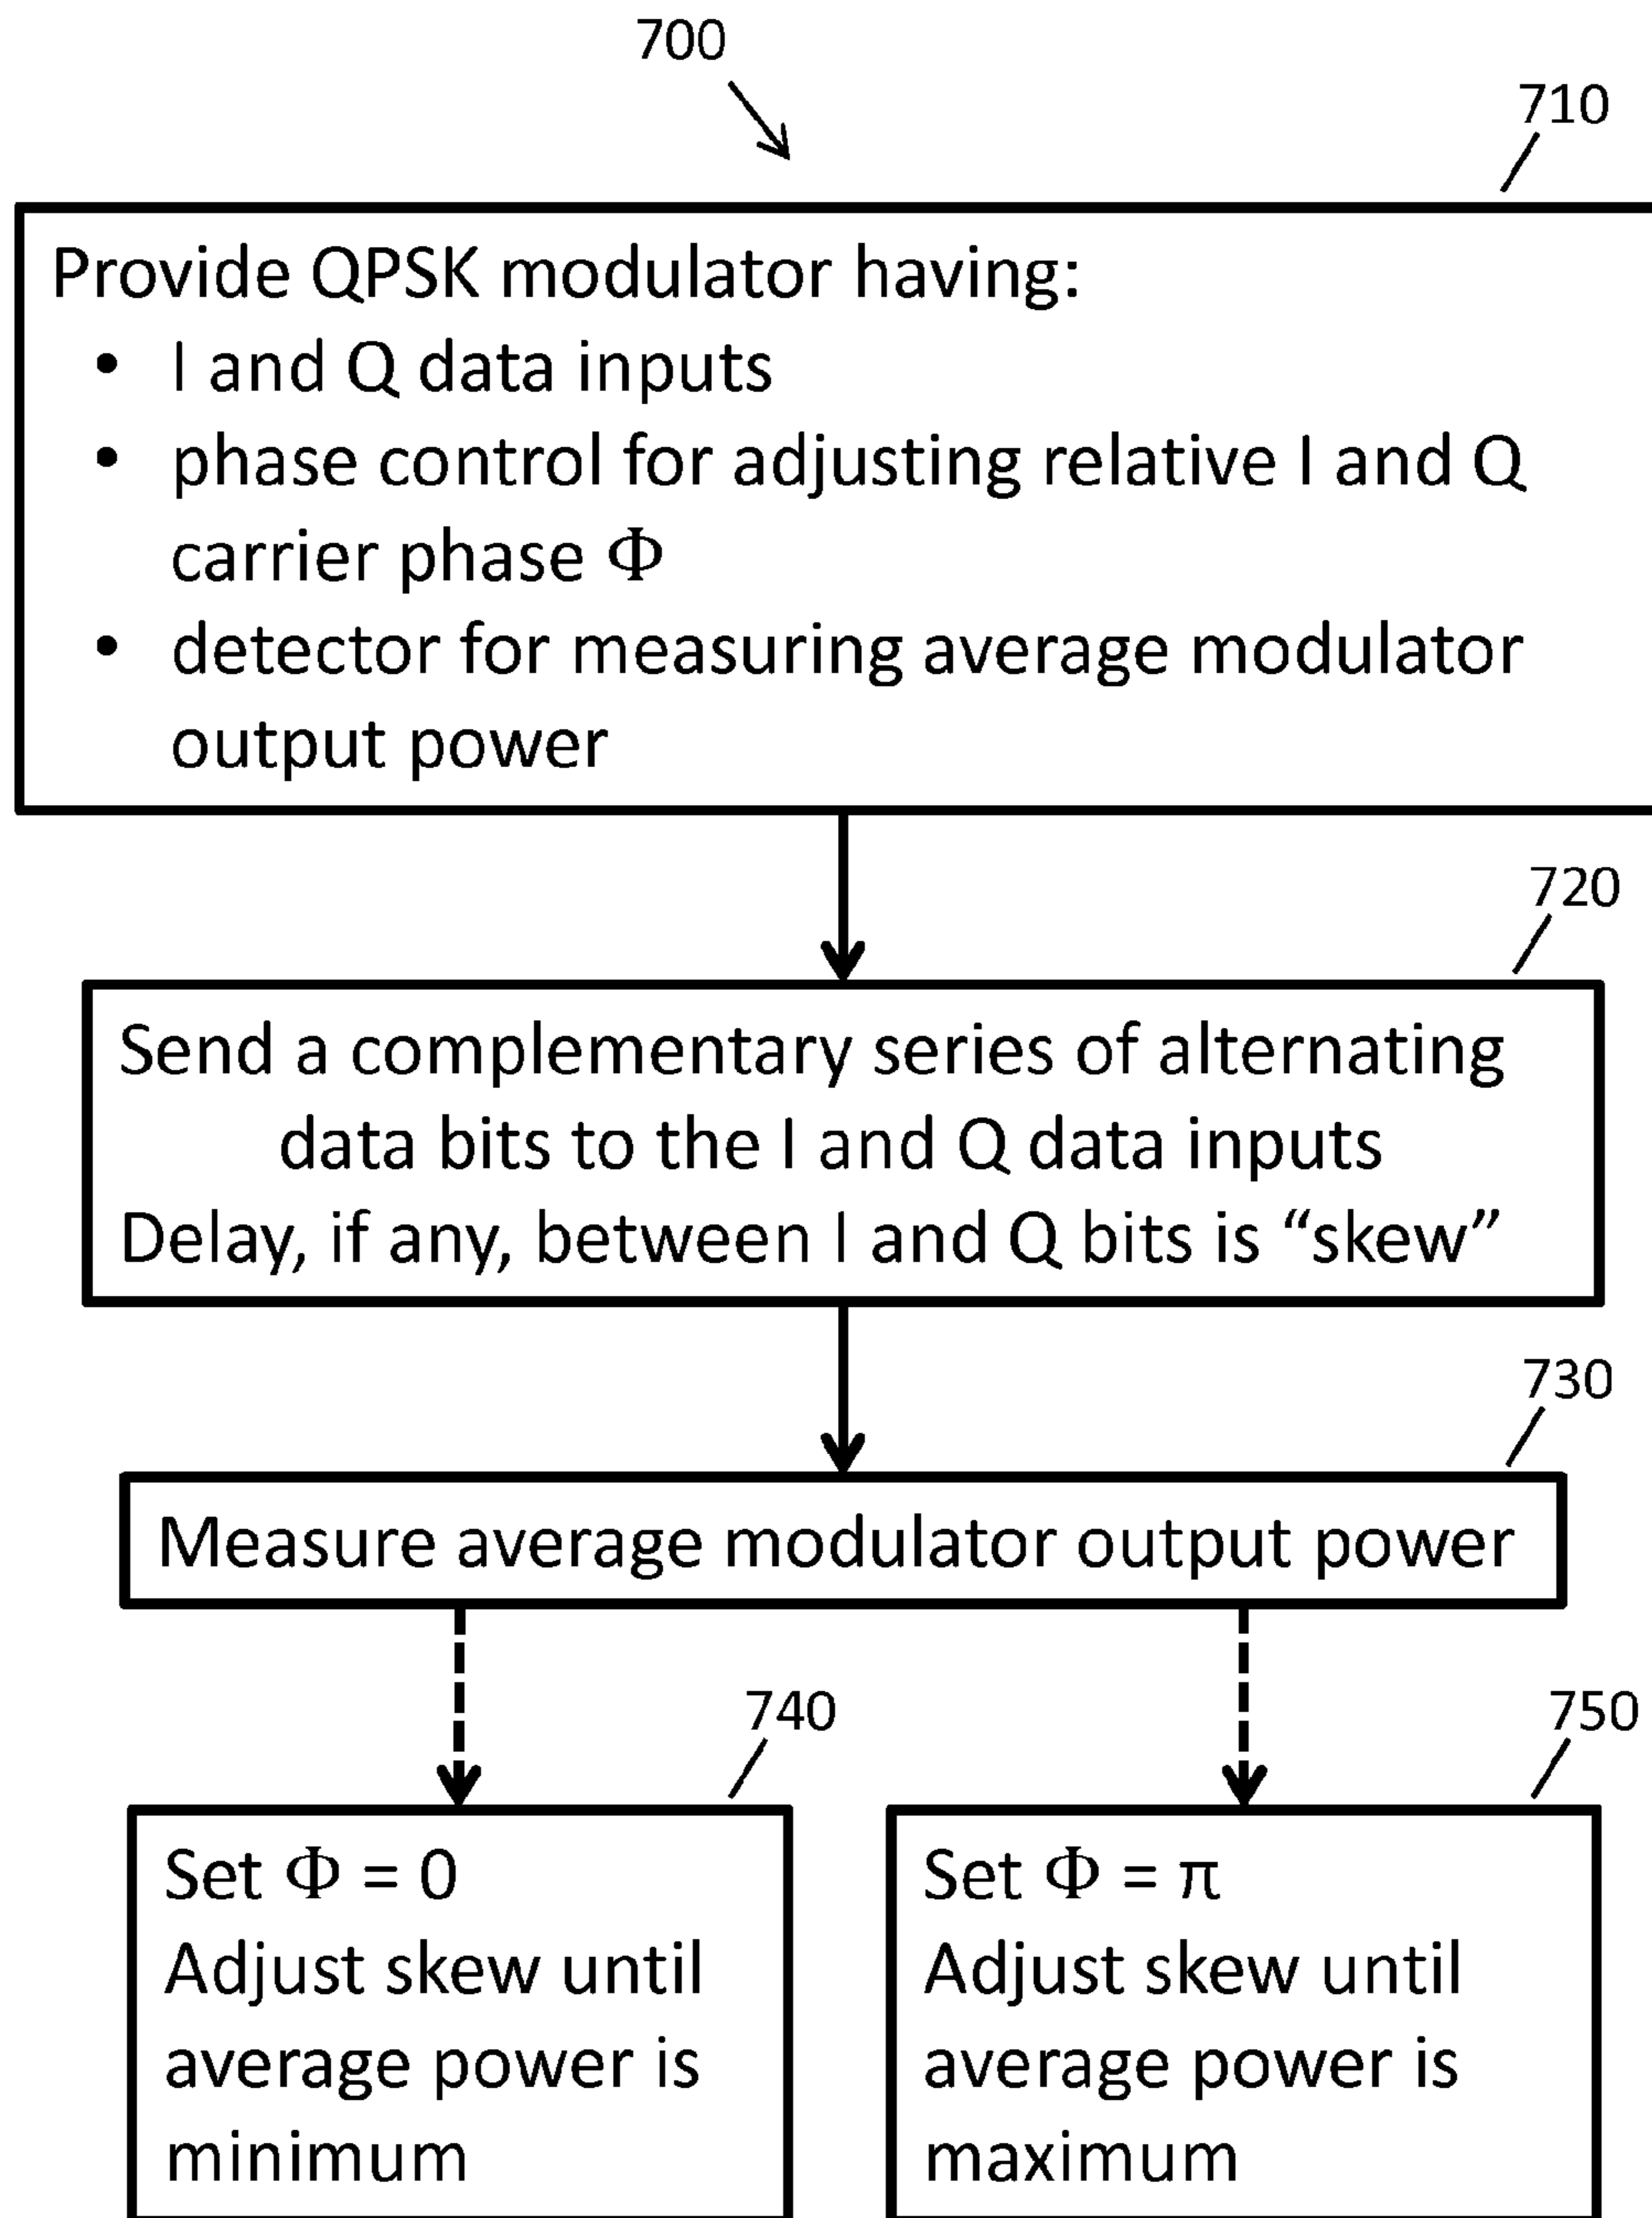 700
710
Provide QPSK modulator having:
• I and Q data inputs
• phase control for adjusting relative I and Q
carrier phase Φ
• detector for measuring average modulator
output power
720
Send a complementary series of alternating
data bits to the I and Q data inputs
Delay, if any, between I and Q bits is “skew”
730
Measure average modulator output power
740
Set Φ = 0
Adjust skew until
average power is
minimum
750
Set Φ = π
Adjust skew until
average power is
maximum